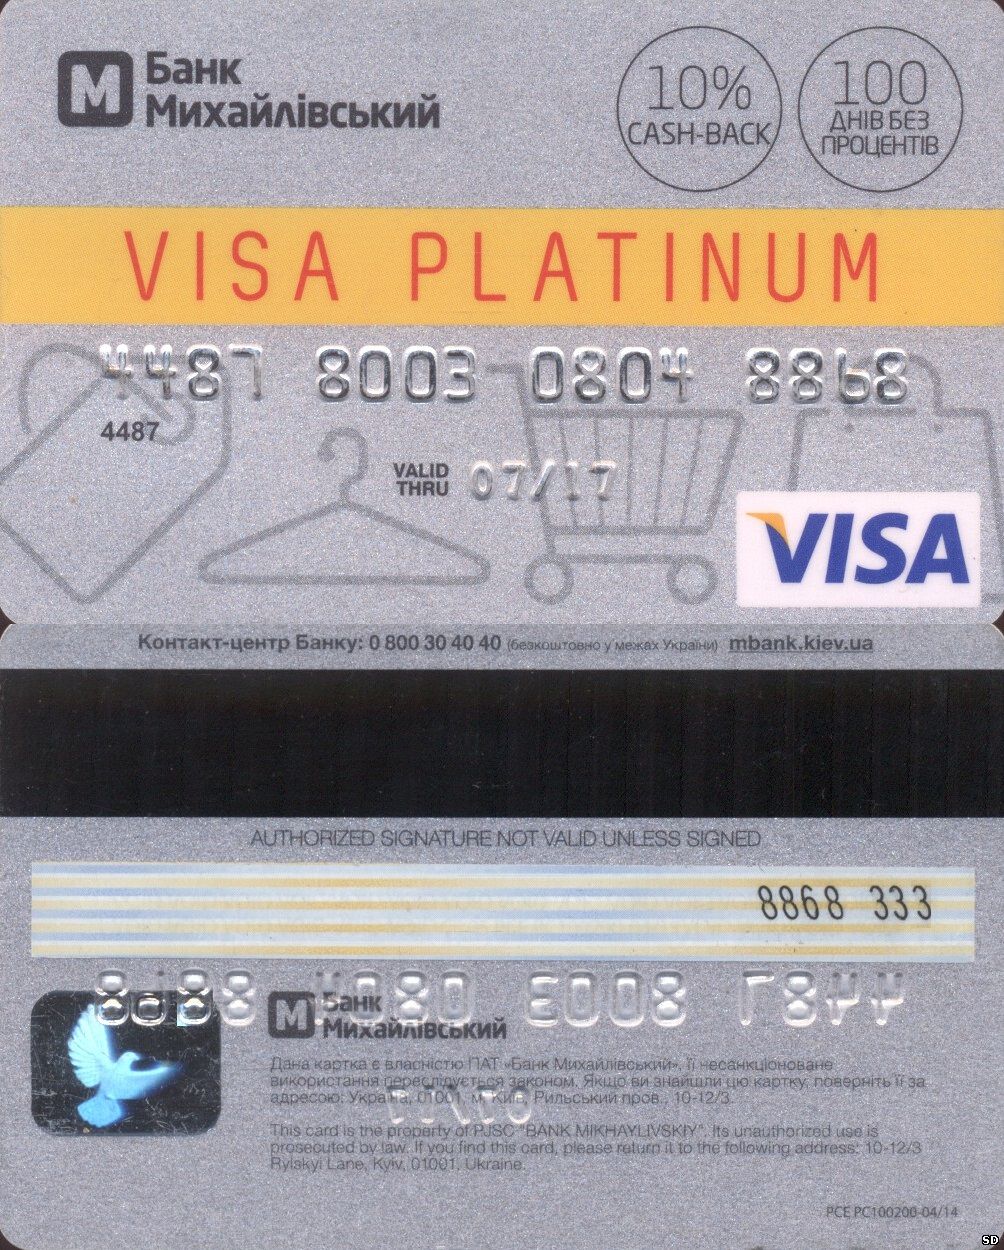 Банк
Михайлівський
10%
CASH-BACK
100
ДНІВ БЕЗ
ПРОЦЕНТІВ
VISA PLATINUM
4487 8003 0804 8868
4487
VALID
THRU 07/17
VISA
Контакт-центр Банку: 0 800 30 40 40 (безкоштовно у межах України) mbank.kiev.ua
AUTHORIZED SIGNATURE NOT VALID UNLESS SIGNED
8868 333
Банк
Михайлівський
Дана картка є власністю ПАТ «Банк Михайлівський», її несанкціоноване
використання переслідується законом. Якщо ви знайшли цю картку, поверніть її за
адресою: Україна, 01001, м. Київ, Рильський пров., 10-12/3.
This card is the property of PJSC "BANK MIKHAYLIVSKIY". Its unauthorized use is
prosecuted by law. If you find this card, please return it to the following address: 10-12/3
Rylskyi Lane, Kyiv, 01001, Ukraine.
PCE PC100200-04/14
SD